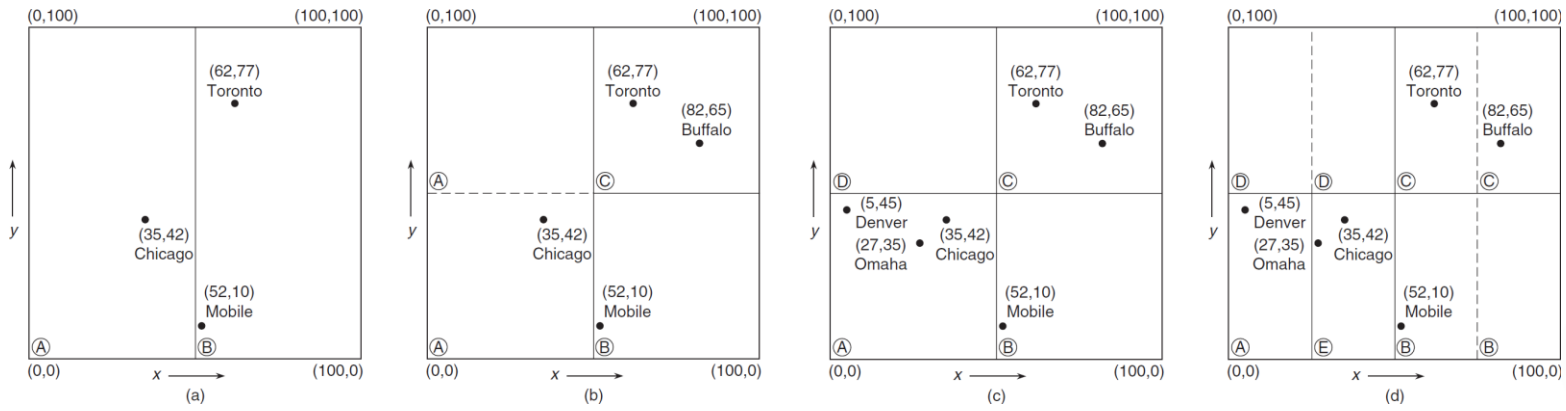 (0,100) (100,100)
(62,77)
Toronto
(35,42)
Chicago
(52,10)
Mobile
y
Ⓐ Ⓑ
(0,0) x (100,0)
(a)
(0,100) (100,100)
(62,77)
Toronto
(82,65)
Buffalo
Ⓐ Ⓒ
(35,42)
Chicago
(52,10)
Mobile
y
Ⓐ Ⓑ
(0,0) x (100,0)
(b)
(0,100) (100,100)
(62,77)
Toronto
(82,65)
Buffalo
Ⓓ Ⓒ
(5,45)
Denver
(27,35)
Omaha
(35,42)
Chicago
(52,10)
Mobile
y
Ⓐ Ⓑ
(0,0) x (100,0)
(c)
(0,100) (100,100)
(62,77)
Toronto
(82,65)
Buffalo
Ⓓ Ⓓ Ⓒ Ⓒ
(5,45)
Denver
(27,35)
Omaha
(35,42)
Chicago
(52,10)
Mobile
y
Ⓐ Ⓔ Ⓑ Ⓑ
(0,0) x (100,0)
(d)